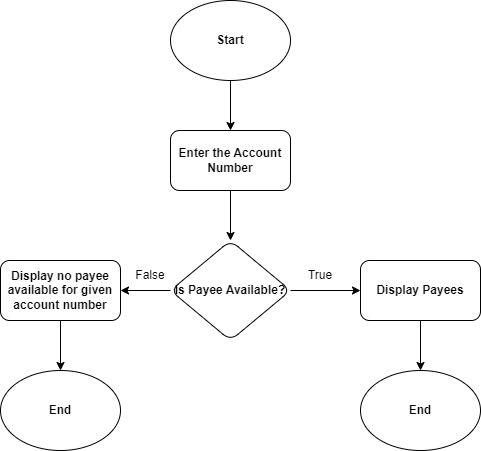 Start
Enter the Account
Number
False
Is Payee Available?
True
Display no payee
available for given
account number
Display Payees
End
End